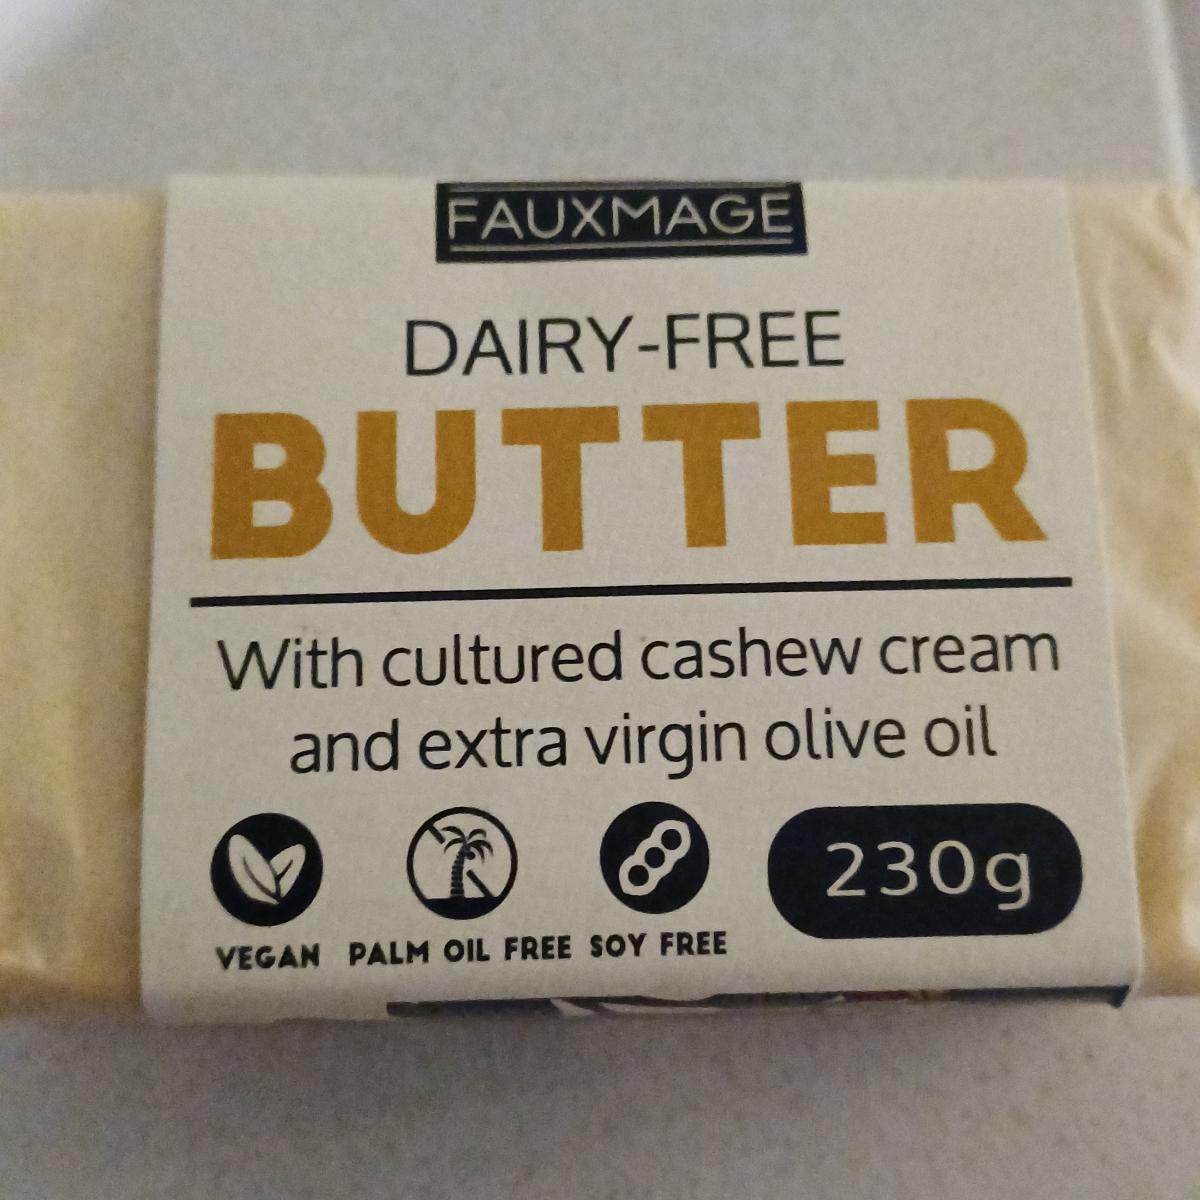 FAUXMAGE
DAIRY-FREE
BUTTER
With cultured cashew cream
and extra virgin olive oil
VEGAN PALM OIL FREE SOY FREE
230g